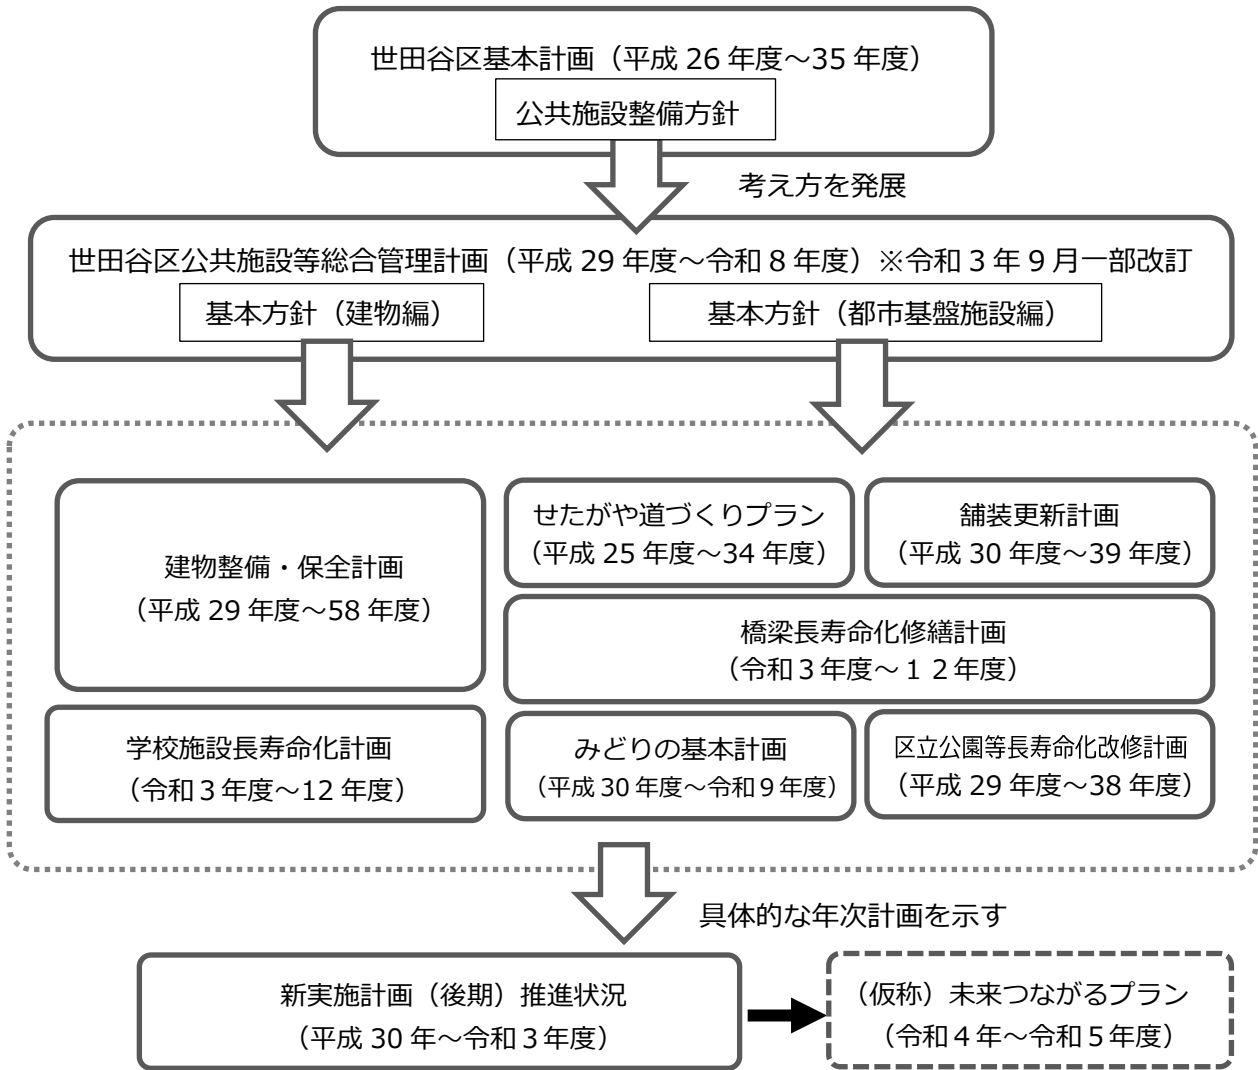 世田谷区基本計画（平成 26 年度～35 年度）
公共施設整備方針
考え方を発展
世田谷区公共施設等総合管理計画（平成 29 年度～令和 8 年度）※令和 3 年 9 月一部改訂
基本方針（建物編）
基本方針（都市基盤施設編）
建物整備・保全計画
（平成 29 年度～58 年度）
学校施設長寿命化計画
（令和３年度～12 年度）
せたがや道づくりプラン
（平成 25 年度～34 年度）
舗装更新計画
（平成 30 年度～39 年度）
橋梁長寿命化修繕計画
（令和３年度～１２年度）
みどりの基本計画
（平成 30 年度～令和９年度）
区立公園等長寿命化改修計画
（平成 29 年度～38 年度）
具体的な年次計画を示す
新実施計画（後期）推進状況
（平成 30 年～令和３年度）
（仮称）未来つながるプラン
（令和４年～令和５年度）